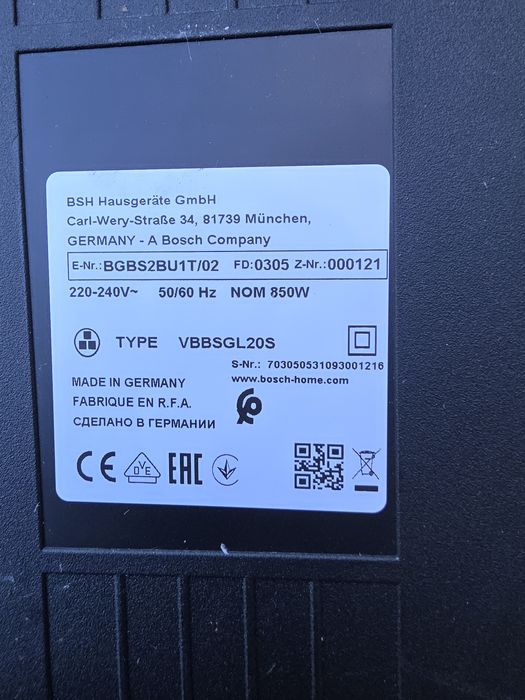 BSH Hausgeräte GmbH
Carl-Wery-Straße 34, 81739 München,
GERMANY - A Bosch Company
E-Nr.: BGBS2BU1T/02 FD: 0305 Z-Nr.: 000121
220-240V~ 50/60 Hz NOM 850W
TYPE VBBSGL20S
S-Nr.: 703050531093001216
MADE IN GERMANY www.bosch-home.com
FABRIQUE EN R.F.A.
СДЕЛАНО В ГЕРМАНИИ
CE DVE EAC